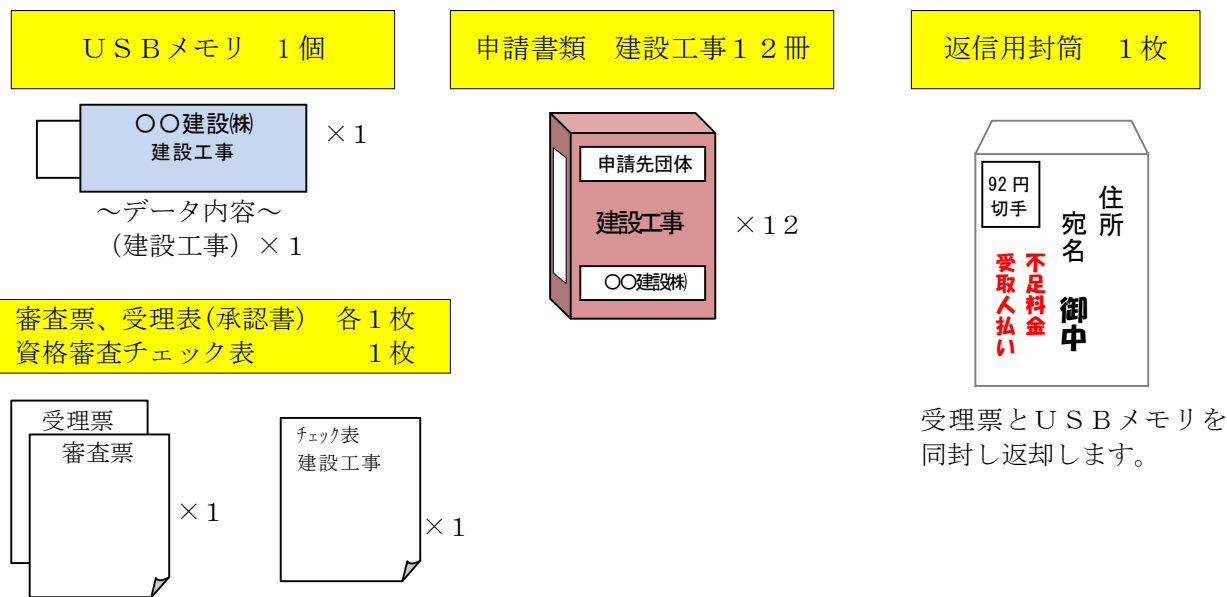 ＵＳＢメモリ　１個
○○建設㈱
建設工事
×１
～データ内容～
（建設工事）×１
申請書類　建設工事１２冊
申請先団体
建設工事
○○建設㈱
×１２
返信用封筒　１枚
92円
切手
住所
宛名　御中
不足料金
受取人払い
受理票とＵＳＢメモリを
同封し返却します。
審査票、受理表(承認書)　各１枚
資格審査チェック表　１枚
受理票
審査票
×１
ﾁｪｯｸ表
建設工事
×１